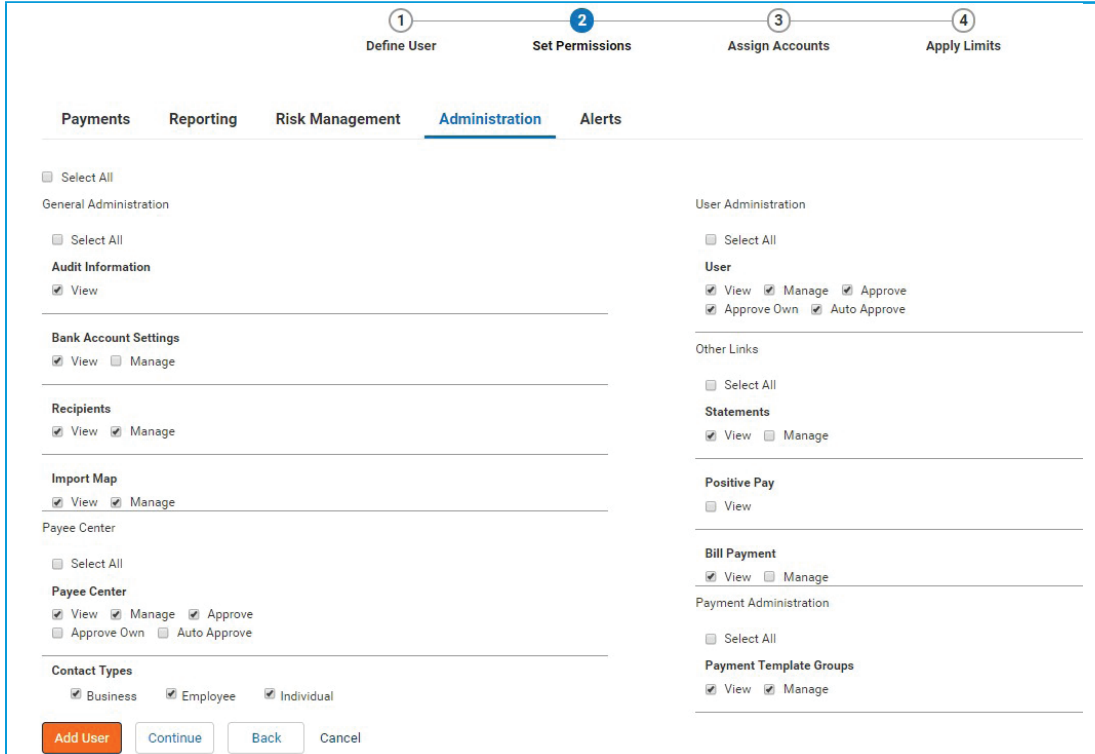 1 2 3 4
Define User Set Permissions Assign Accounts Apply Limits
Payments Reporting Risk Management Administration Alerts
Select All
General Administration
Select All
Audit Information
View
Bank Account Settings
View Manage
Recipients
View Manage
Import Map
View Manage
Payee Center
Select All
Payee Center
View Manage Approve
Approve Own Auto Approve
Contact Types
Business Employee Individual
User Administration
Select All
User
View Manage Approve
Approve Own Auto Approve
Other Links
Select All
Statements
View Manage
Positive Pay
View
Bill Payment
View Manage
Payment Administration
Select All
Payment Template Groups
View Manage
Add User Continue Back Cancel